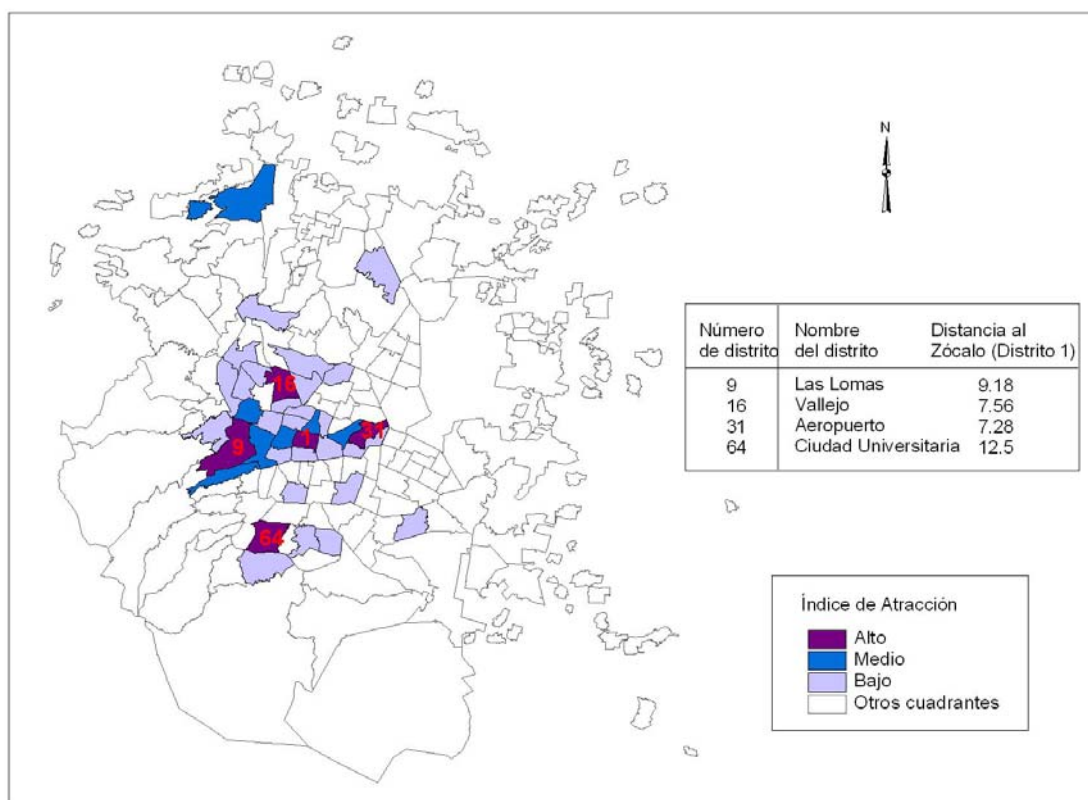 N
16
1
31
9
64
Número de distrito Nombre del distrito Distancia al Zócalo (Distrito 1)
9 Las Lomas 9.18
16 Vallejo 7.56
31 Aeropuerto 7.28
64 Ciudad Universitaria 12.5
Índice de Atracción
Alto
Medio
Bajo
Otros cuadrantes